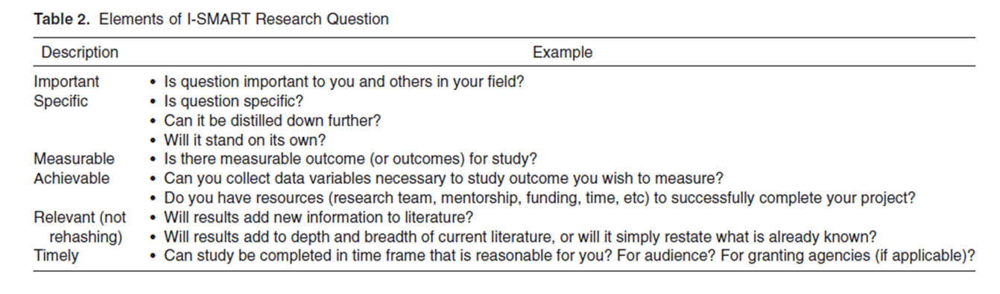 Table 2. Elements of I-SMART Research Question
Description Example
Important • Is question important to you and others in your field?
Specific • Is question specific?
• Can it be distilled down further?
• Will it stand on its own?
Measurable • Is there measurable outcome (or outcomes) for study?
Achievable • Can you collect data variables necessary to study outcome you wish to measure?
• Do you have resources (research team, mentorship, funding, time, etc) to successfully complete your project?
Relevant (not • Will results add new information to literature?
rehashing) • Will results add to depth and breadth of current literature, or will it simply restate what is already known?
Timely • Can study be completed in time frame that is reasonable for you? For audience? For granting agencies (if applicable)?